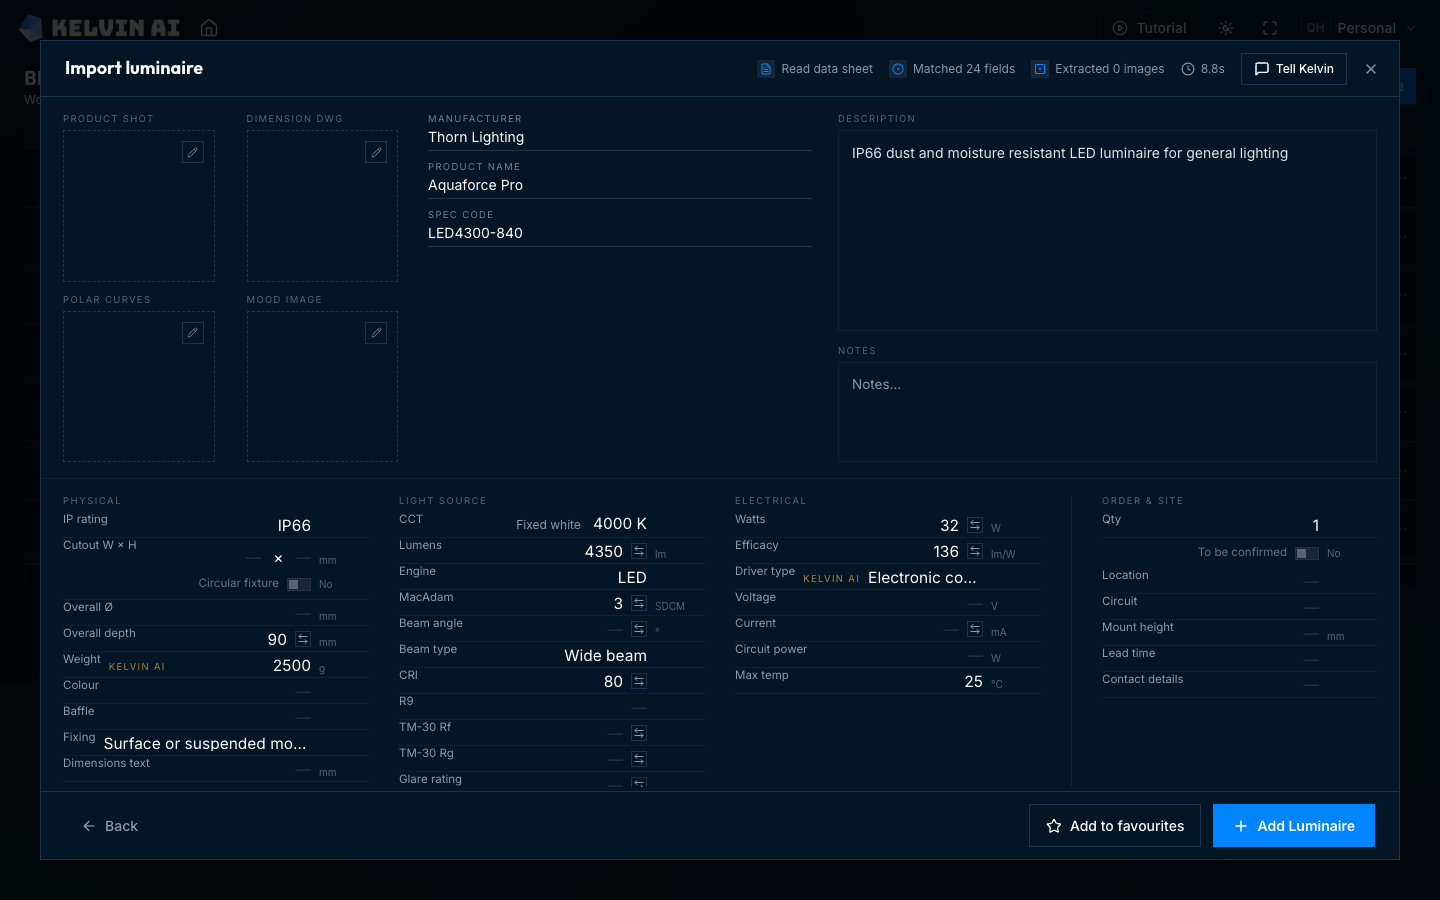 KELVIN AI
Tutorial
QH Personal
Import luminaire
Read data sheet
Matched 24 fields
Extracted 0 images
8.8s
Tell Kelvin
PRODUCT SHOT
DIMENSION DWG
POLAR CURVES
MOOD IMAGE
MANUFACTURER
Thorn Lighting
PRODUCT NAME
Aquaforce Pro
SPEC CODE
LED4300-840
DESCRIPTION
IP66 dust and moisture resistant LED luminaire for general lighting
NOTES
Notes...
PHYSICAL
IP rating IP66
Cutout W × H — × — mm
Circular fixture No
Overall Ø — mm
Overall depth 90 mm
Weight KELVIN AI 2500 g
Colour —
Baffle —
Fixing Surface or suspended mo...
Dimensions text — mm
LIGHT SOURCE
CCT Fixed white 4000 K
Lumens 4350 lm
Engine LED
MacAdam 3 SDCM
Beam angle — °
Beam type Wide beam
CRI 80
R9 —
TM-30 Rf —
TM-30 Rg —
Glare rating —
ELECTRICAL
Watts 32 W
Efficacy 136 lm/W
Driver type KELVIN AI Electronic co...
Voltage — V
Current — mA
Circuit power — W
Max temp 25 °C
ORDER & SITE
Qty 1
To be confirmed No
Location —
Circuit —
Mount height — mm
Lead time —
Contact details —
Back
Add to favourites
Add Luminaire